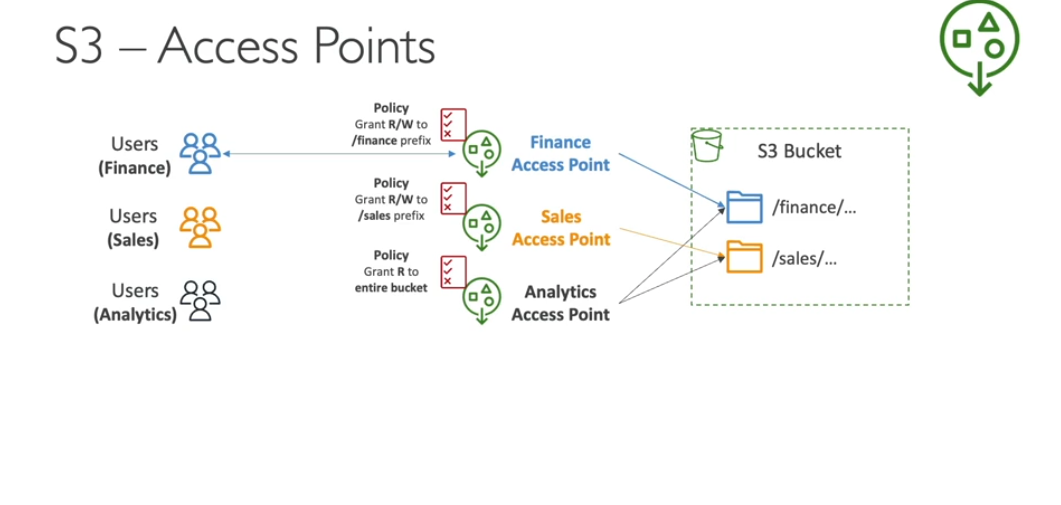 S3 – Access Points
Users
(Finance)
Policy
Grant R/W to
/finance prefix
Finance
Access Point
S3 Bucket
/finance/...
Users
(Sales)
Policy
Grant R/W to
/sales prefix
Sales
Access Point
/sales/...
Users
(Analytics)
Policy
Grant R to
entire bucket
Analytics
Access Point